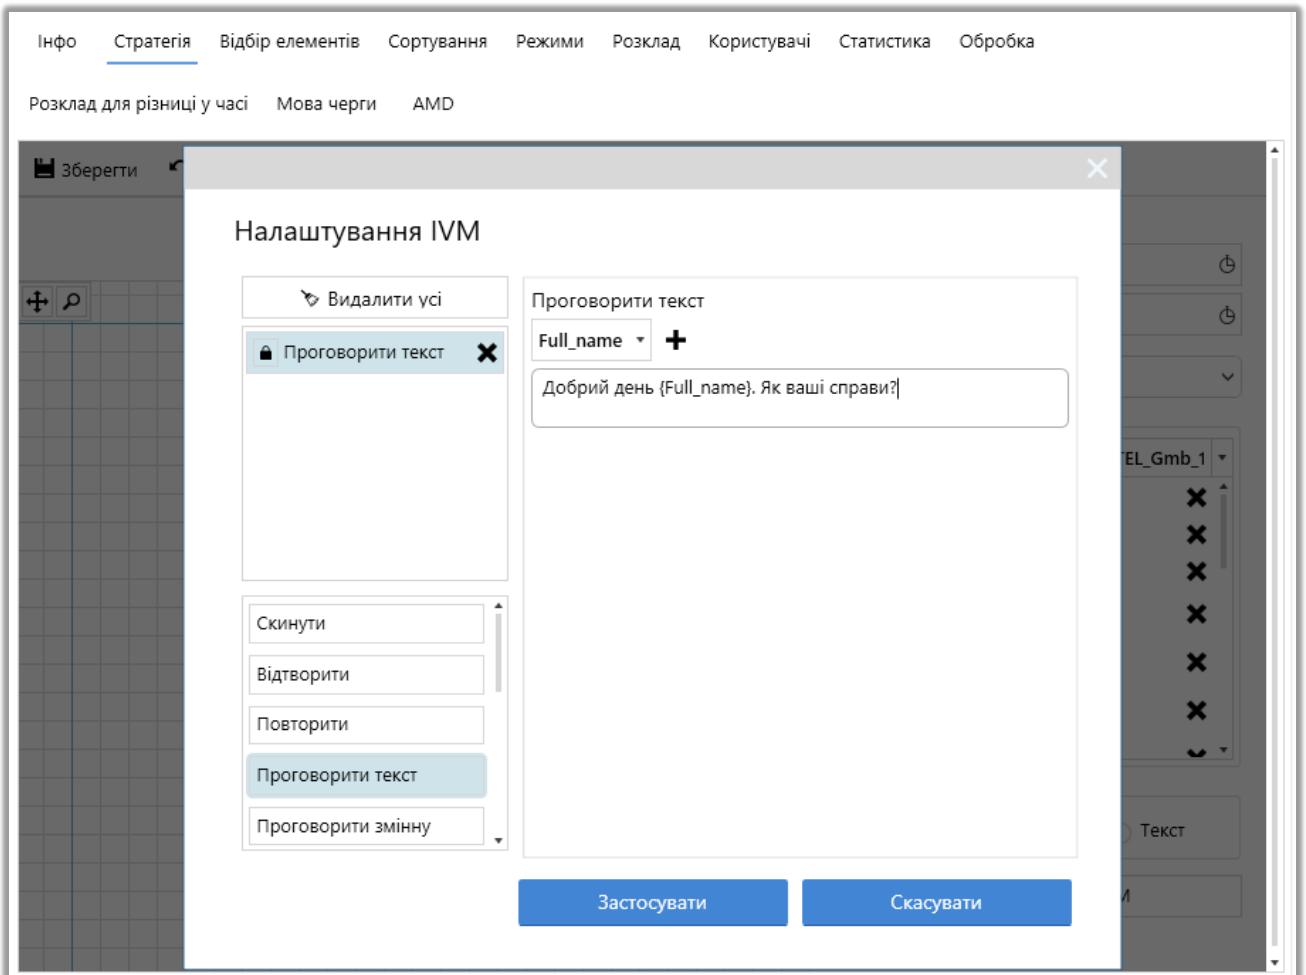 Інфо Стратегія Відбір елементів Сортування Режими Розклад Користувачі Статистика Обробка
Розклад для різниці у часі Мова черги AMD
Зберегти
Налаштування IVM
Видалити усі
Проговорити текст
Проговорити текст
Full_name
Добрий день {Full_name}. Як ваші справи?
TEL_Gmb_1
Скинути
Відтворити
Повторити
Проговорити текст
Проговорити змінну
Текст
Застосувати Скасувати